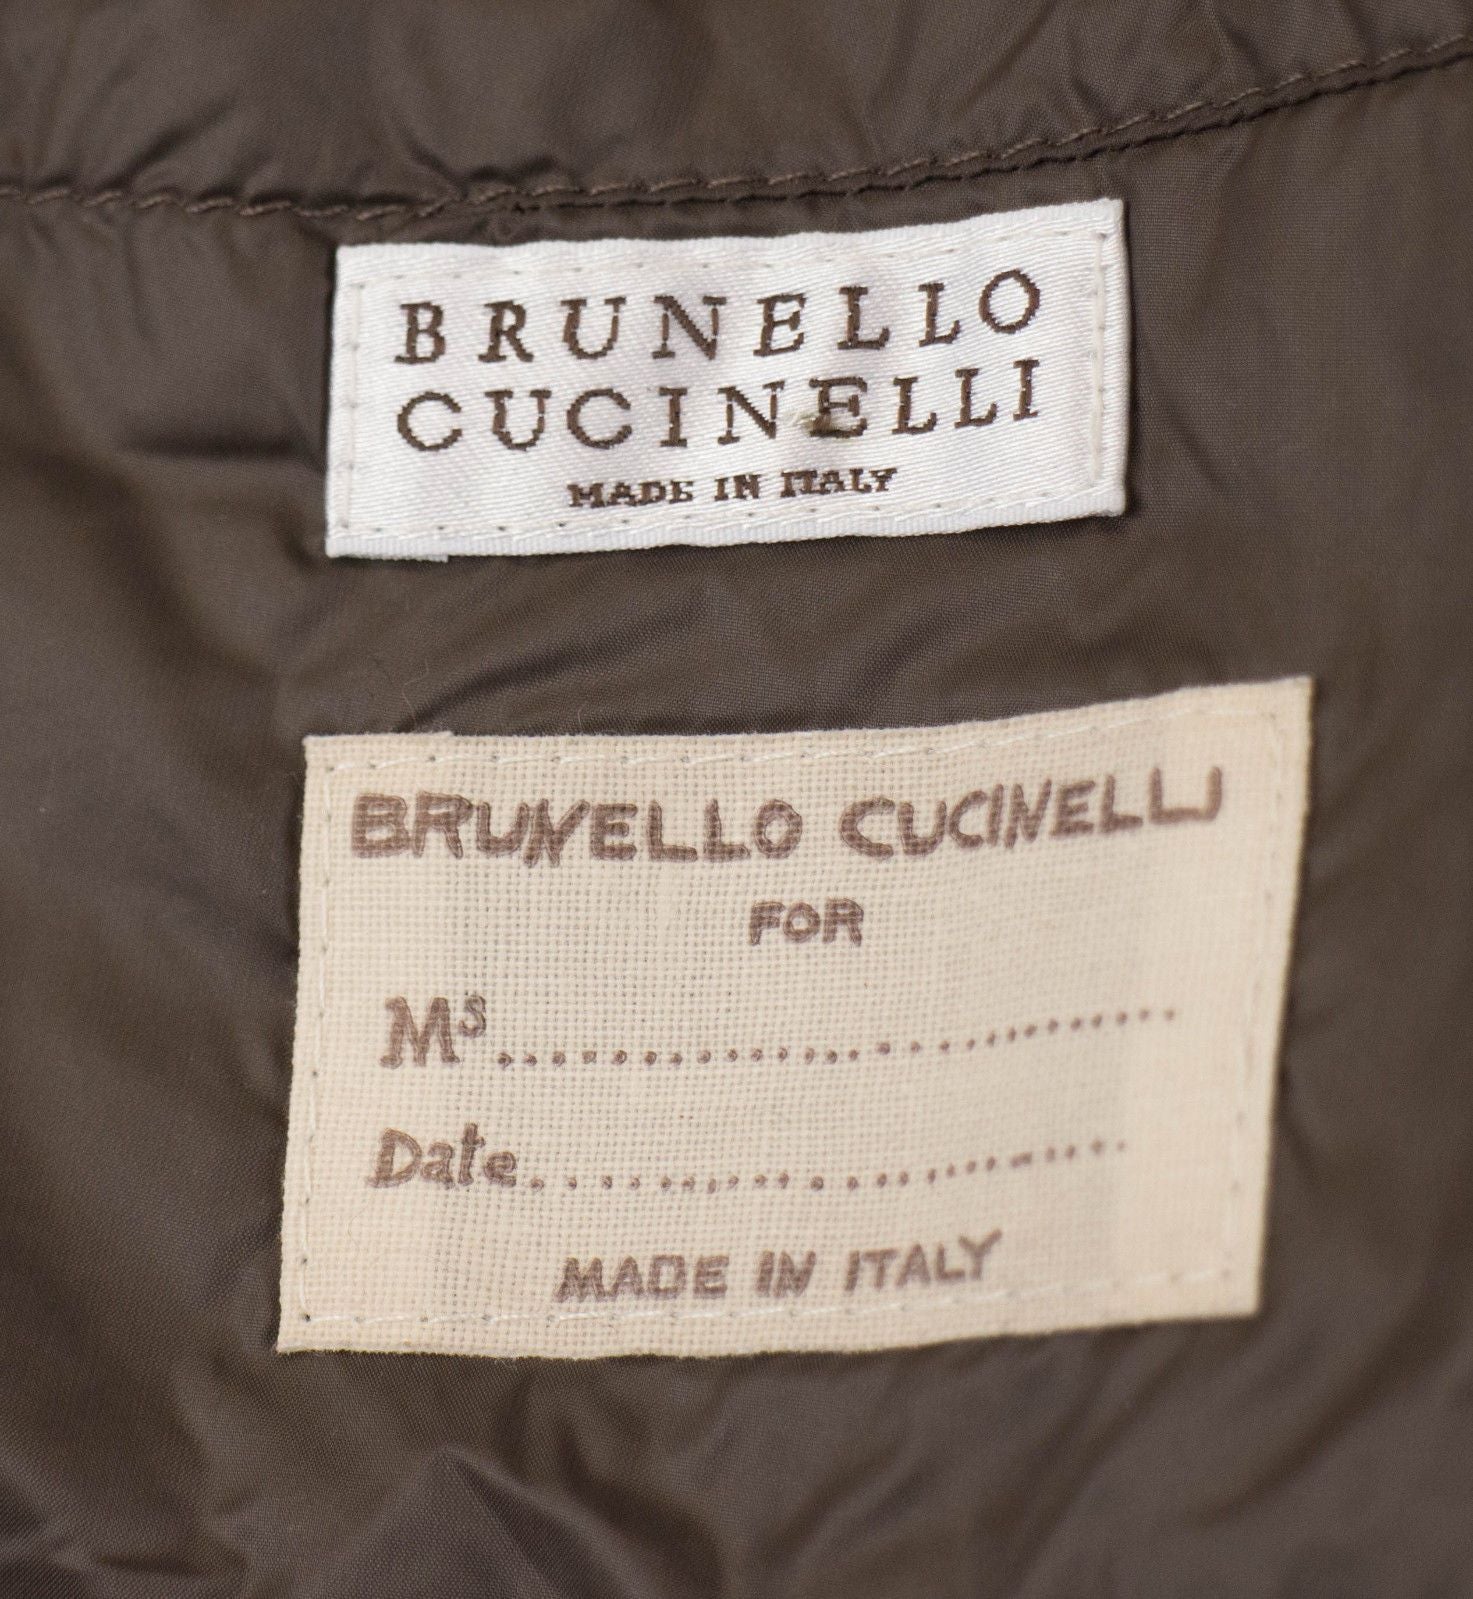 BRUNELLO
CUCINELLI
MADE IN ITALY
BRUNELLO CUCINELLI
FOR
Ms..............................
Date..............................
MADE IN ITALY